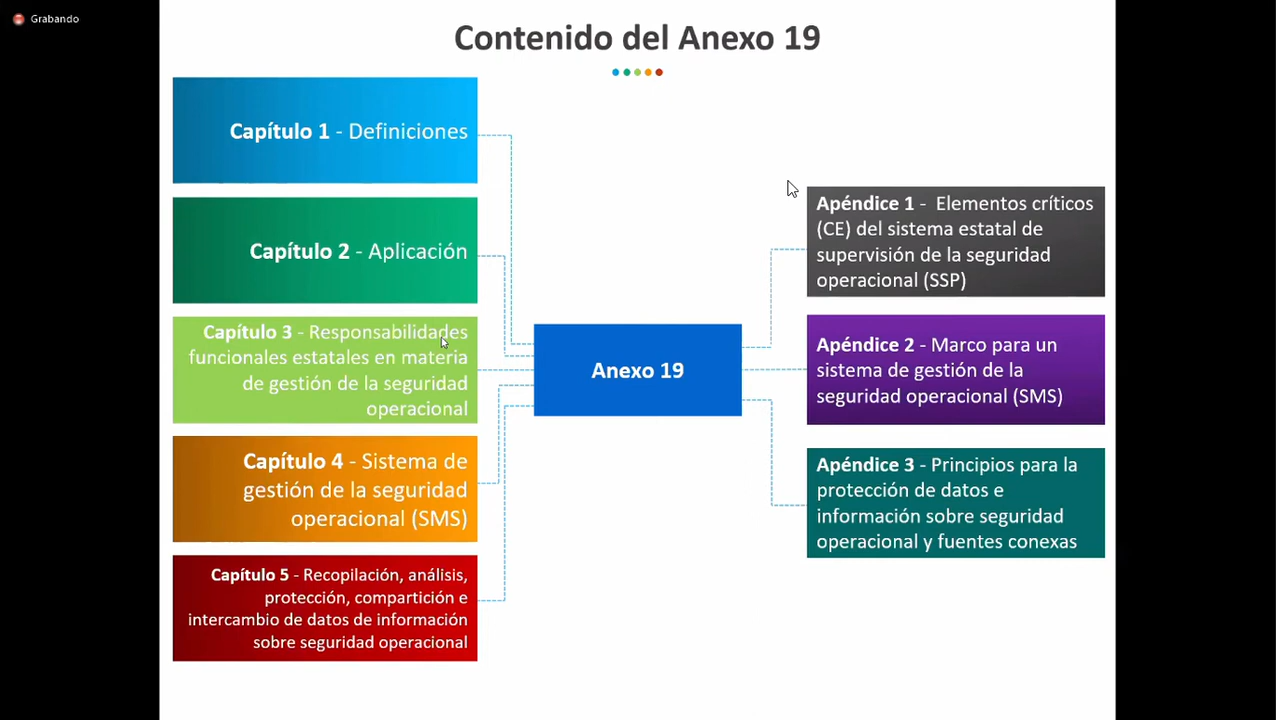 Grabando
Contenido del Anexo 19
Capítulo 1 - Definiciones
Capítulo 2 - Aplicación
Capítulo 3 - Responsabilidades
funcionales estatales en materia
de gestión de la seguridad
operacional
Capítulo 4 - Sistema de
gestión de la seguridad
operacional (SMS)
Capítulo 5 - Recopilación, análisis,
protección, compartición e
intercambio de datos de información
sobre seguridad operacional
Anexo 19
Apéndice 1 - Elementos críticos
(CE) del sistema estatal de
supervisión de la seguridad
operacional (SSP)
Apéndice 2 - Marco para un
sistema de gestión de la
seguridad operacional (SMS)
Apéndice 3 - Principios para la
protección de datos e
información sobre seguridad
operacional y fuentes conexas